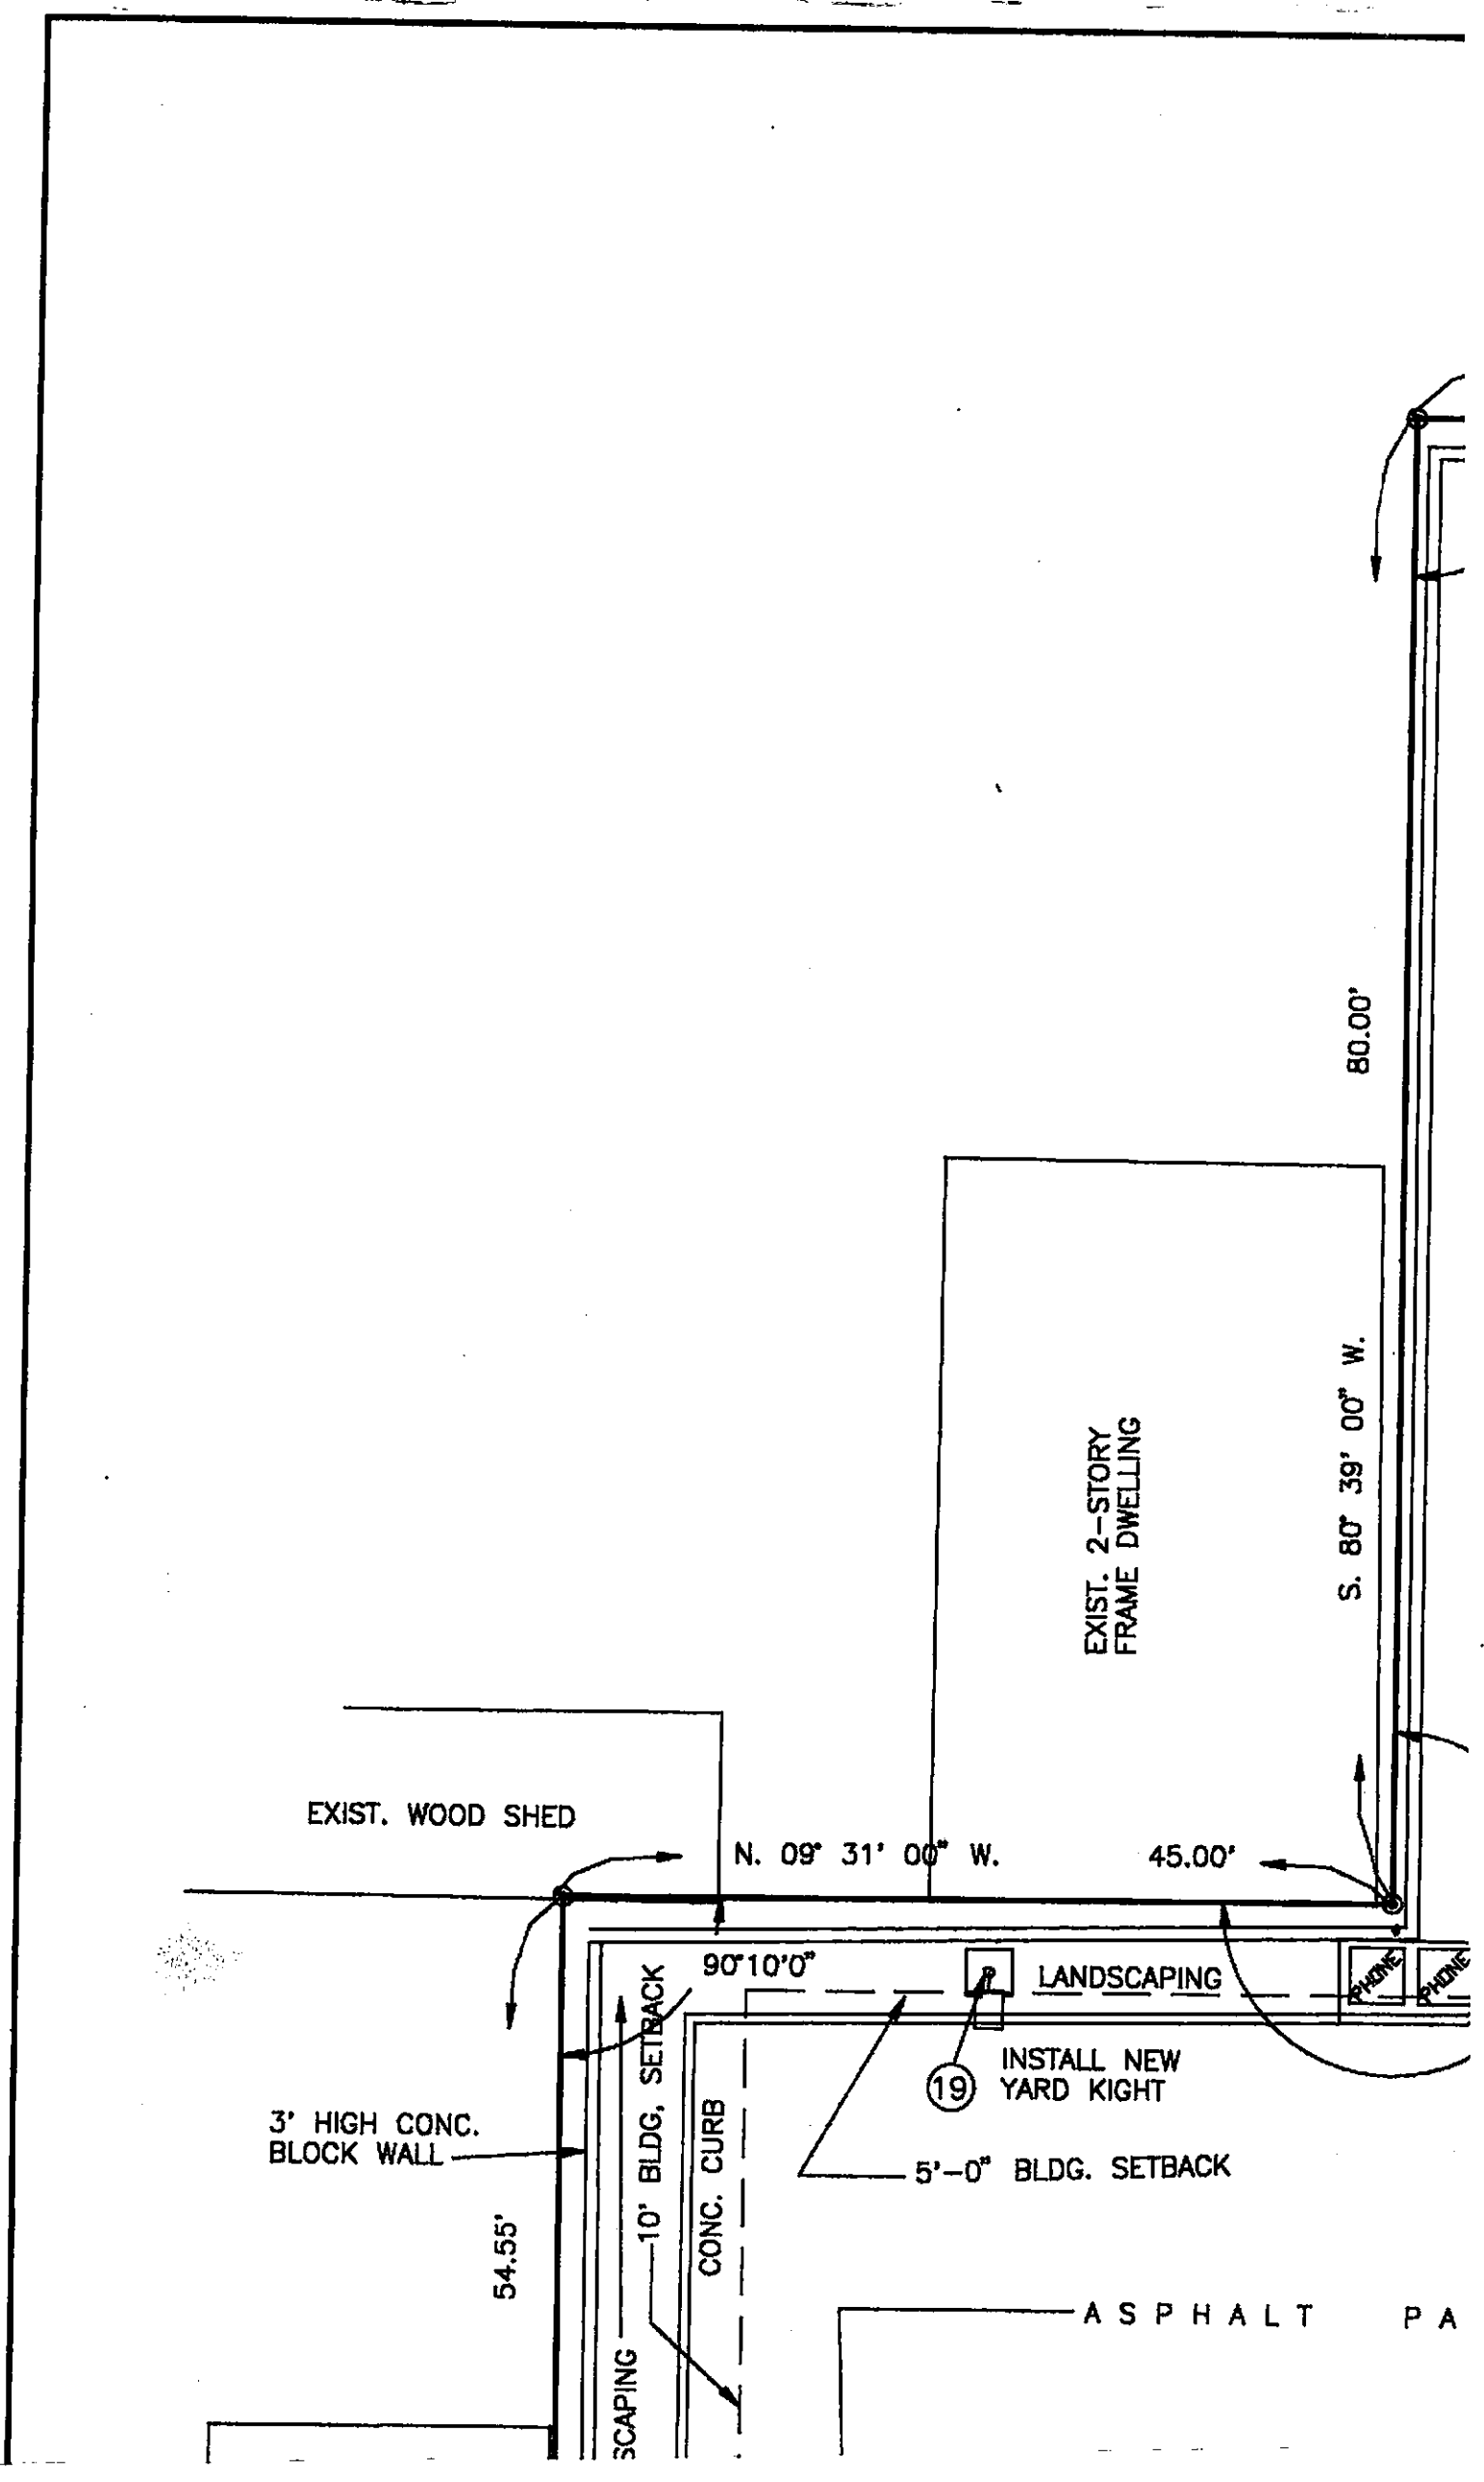 80.00'
EXIST. 2-STORY
FRAME DWELLING
S. 80° 39' 00" W.
EXIST. WOOD SHED
N. 09° 31' 00" W.
45.00'
90°10'0"
LANDSCAPING
PHONE
PHONE
19
INSTALL NEW
YARD KIGHT
3' HIGH CONC.
BLOCK WALL
10' BLDG, SETBACK
CONC. CURB
5'-0" BLDG. SETBACK
54.55'
SCAPING
ASPHALT PA